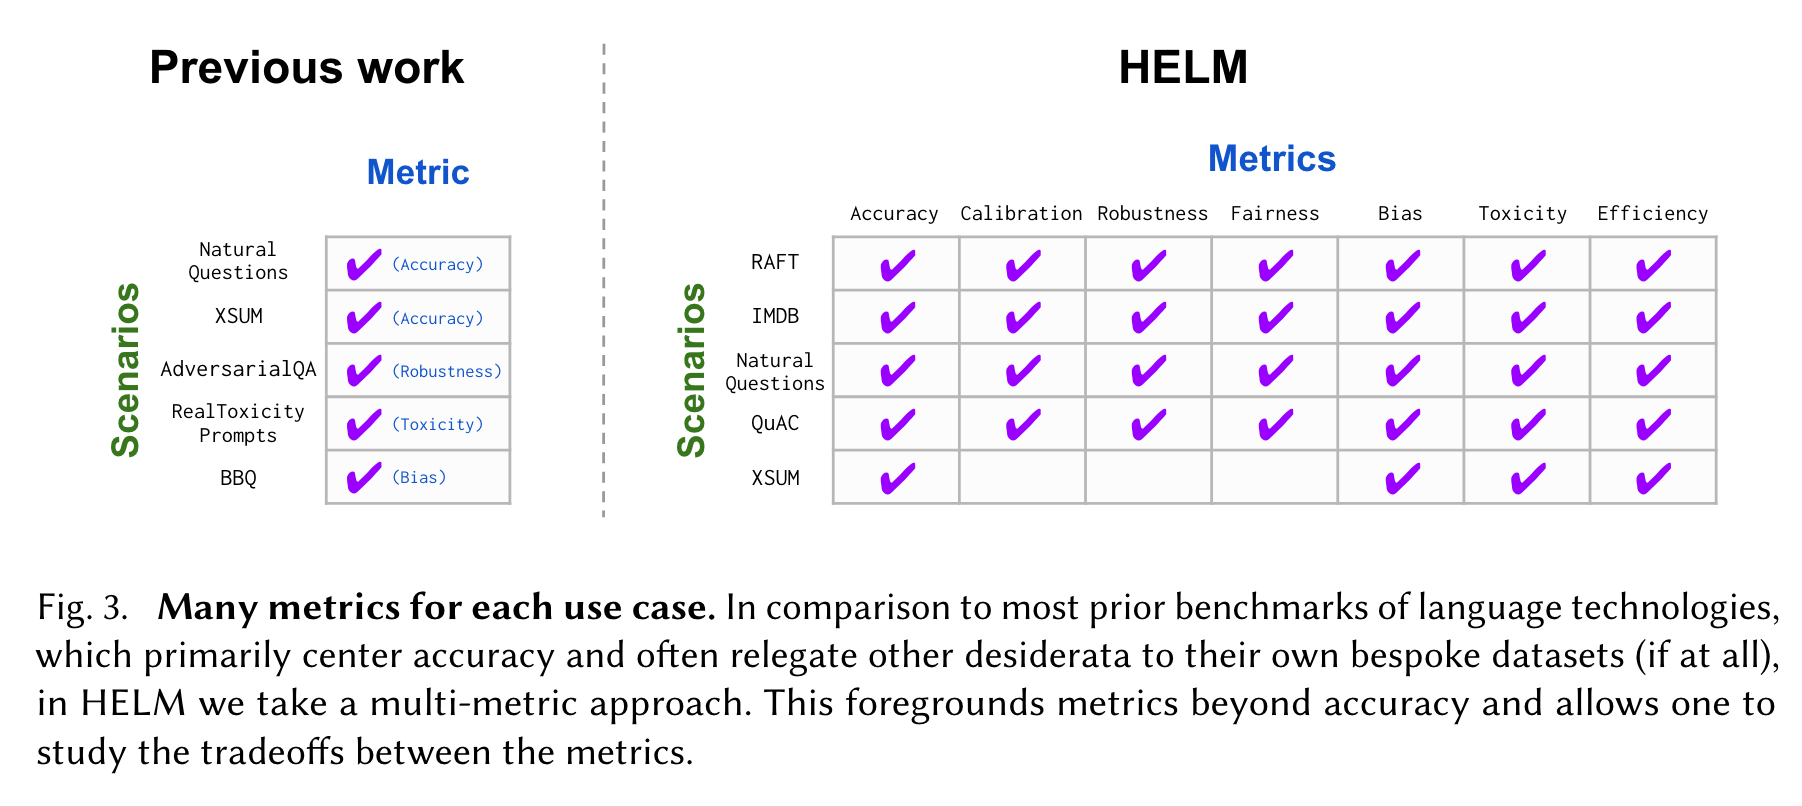 Previous work
HELM
Metric
Metrics
Accuracy Calibration Robustness Fairness Bias Toxicity Efficiency
Scenarios
Natural
Questions
✔ (Accuracy)
XSUM ✔ (Accuracy)
AdversarialQA ✔ (Robustness)
RealToxicity
Prompts
✔ (Toxicity)
BBQ ✔ (Bias)
Scenarios
RAFT ✔ ✔ ✔ ✔ ✔ ✔ ✔
IMDB ✔ ✔ ✔ ✔ ✔ ✔ ✔
Natural
Questions
✔ ✔ ✔ ✔ ✔ ✔ ✔
QuAC ✔ ✔ ✔ ✔ ✔ ✔ ✔
XSUM ✔ ✔ ✔ ✔
Fig. 3. Many metrics for each use case. In comparison to most prior benchmarks of language technologies,
which primarily center accuracy and often relegate other desiderata to their own bespoke datasets (if at all),
in HELM we take a multi-metric approach. This foregrounds metrics beyond accuracy and allows one to
study the tradeoffs between the metrics.